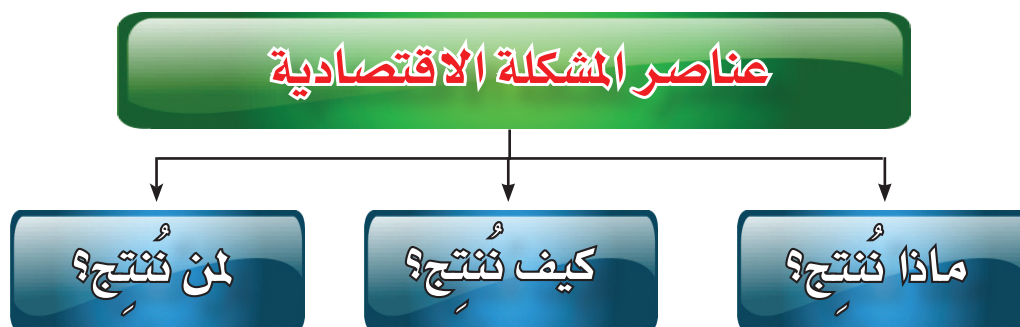 عناصر المشكلة الاقتصادية
ماذا نُنتِج؟
كيف نُنتِج؟
لمن نُنتِج؟